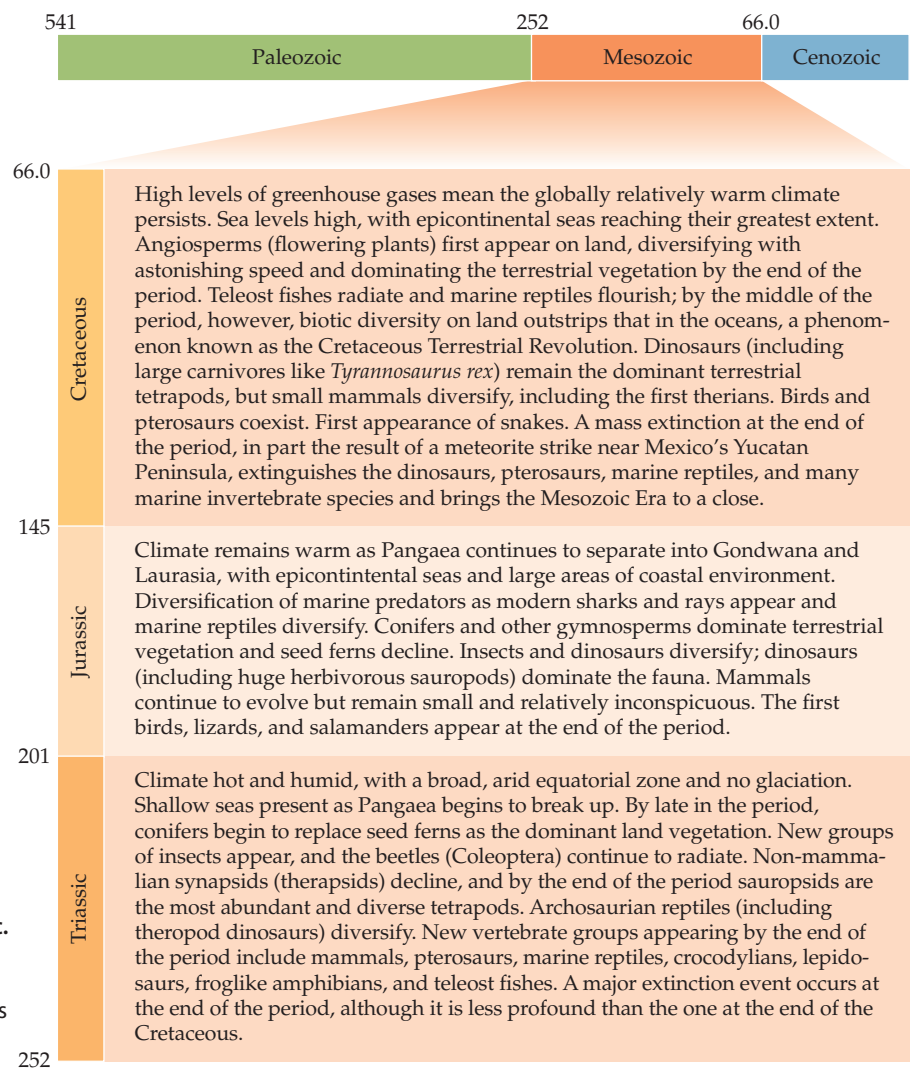 541 252 66.0
Paleozoic Mesozoic Cenozoic
66.0
Cretaceous
High levels of greenhouse gases mean the globally relatively warm climate
persists. Sea levels high, with epicontinental seas reaching their greatest extent.
Angiosperms (flowering plants) first appear on land, diversifying with
astonishing speed and dominating the terrestrial vegetation by the end of the
period. Teleost fishes radiate and marine reptiles flourish; by the middle of the
period, however, biotic diversity on land outstrips that in the oceans, a phenom-
enon known as the Cretaceous Terrestrial Revolution. Dinosaurs (including
large carnivores like Tyrannosaurus rex) remain the dominant terrestrial
tetrapods, but small mammals diversify, including the first therians. Birds and
pterosaurs coexist. First appearance of snakes. A mass extinction at the end of
the period, in part the result of a meteorite strike near Mexico’s Yucatan
Peninsula, extinguishes the dinosaurs, pterosaurs, marine reptiles, and many
marine invertebrate species and brings the Mesozoic Era to a close.
145
Jurassic
Climate remains warm as Pangaea continues to separate into Gondwana and
Laurasia, with epicontintental seas and large areas of coastal environment.
Diversification of marine predators as modern sharks and rays appear and
marine reptiles diversify. Conifers and other gymnosperms dominate terrestrial
vegetation and seed ferns decline. Insects and dinosaurs diversify; dinosaurs
(including huge herbivorous sauropods) dominate the fauna. Mammals
continue to evolve but remain small and relatively inconspicuous. The first
birds, lizards, and salamanders appear at the end of the period.
201
Triassic
Climate hot and humid, with a broad, arid equatorial zone and no glaciation.
Shallow seas present as Pangaea begins to break up. By late in the period,
conifers begin to replace seed ferns as the dominant land vegetation. New groups
of insects appear, and the beetles (Coleoptera) continue to radiate. Non-mamma-
lian synapsids (therapsids) decline, and by the end of the period sauropsids are
the most abundant and diverse tetrapods. Archosaurian reptiles (including
theropod dinosaurs) diversify. New vertebrate groups appearing by the end of
the period include mammals, pterosaurs, marine reptiles, crocodylians, lepido-
saurs, froglike amphibians, and teleost fishes. A major extinction event occurs at
the end of the period, although it is less profound than the one at the end of the
Cretaceous.
252